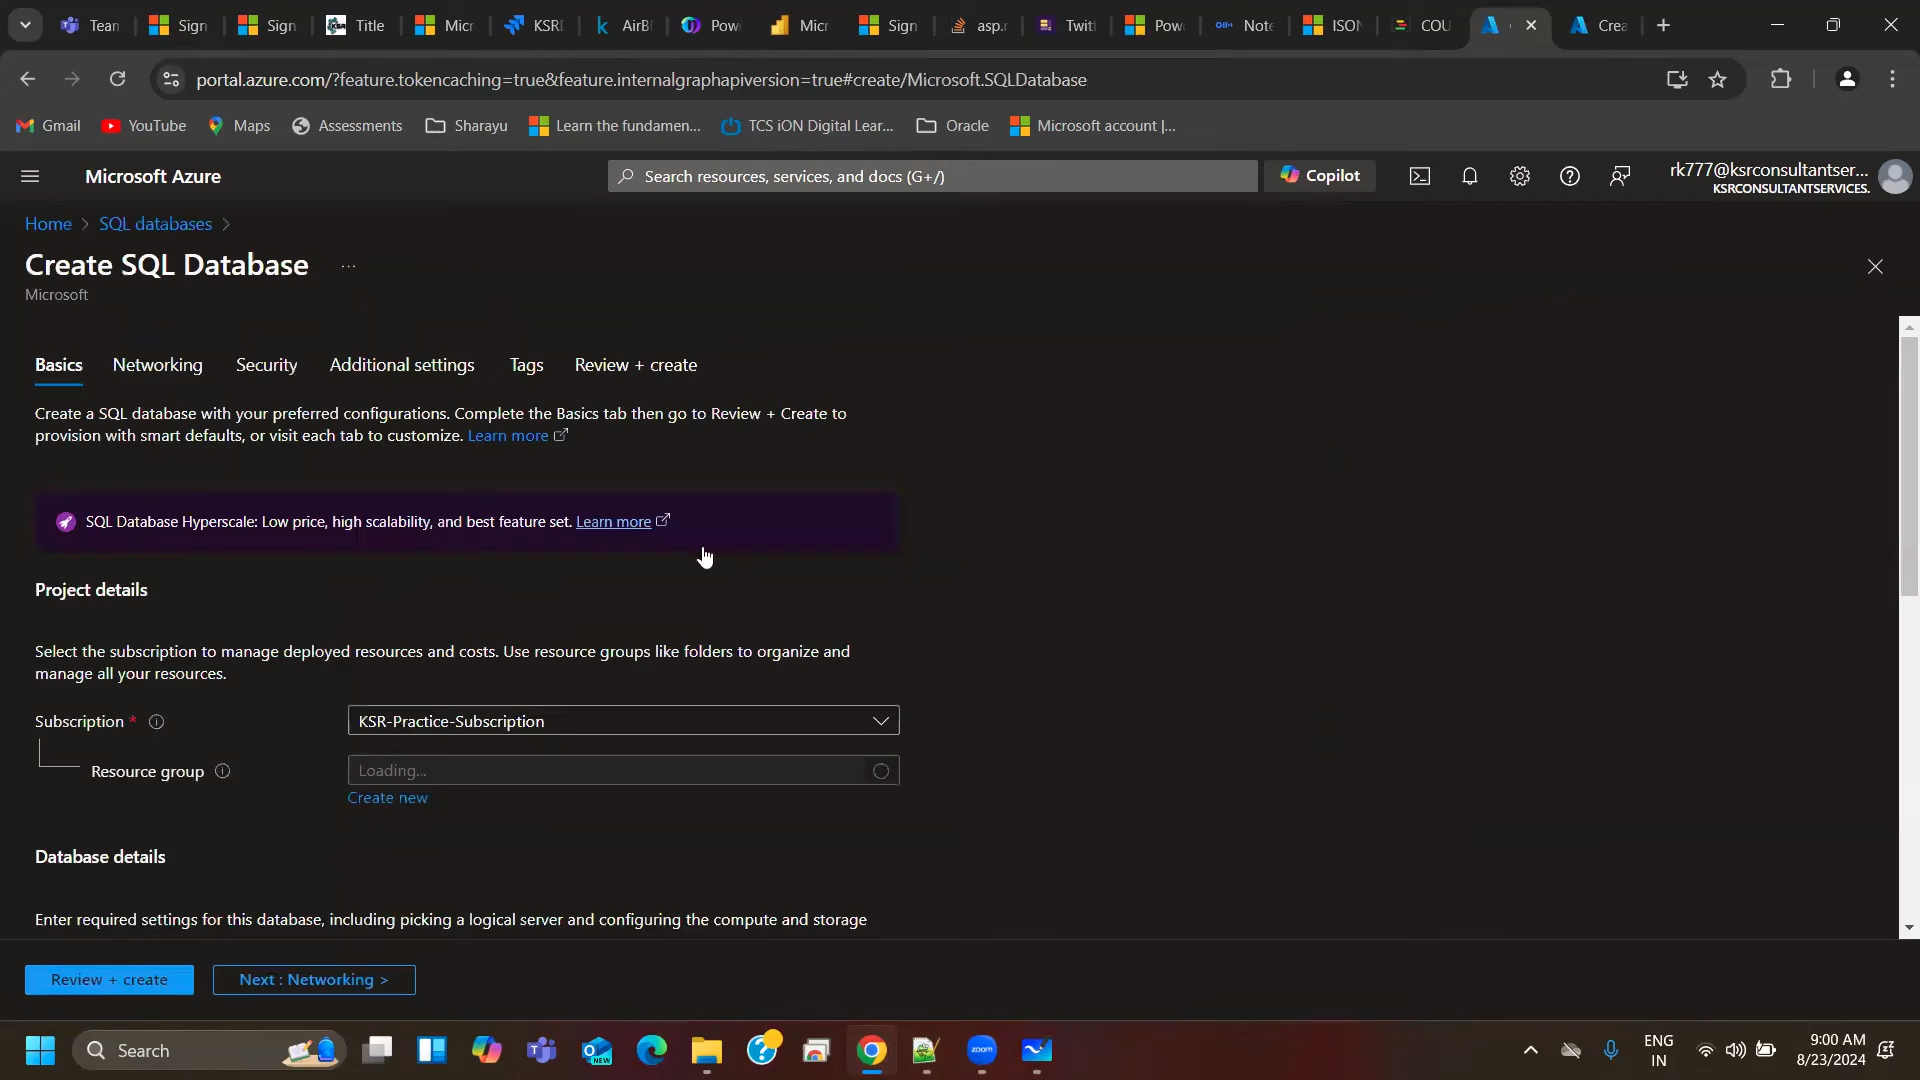 Team
Sign
Sign
Title
Micr
KSRI
AirBl
Pow
Micr
Sign
asp.r
Twitt
Pow
Note
ISON
COU
Crea
portal.azure.com/?feature.tokencaching=true&feature.internalgraphapiversion=true#create/Microsoft.SQLDatabase
Gmail
YouTube
Maps
Assessments
Sharayu
Learn the fundamen...
TCS iON Digital Lear...
Oracle
Microsoft account |...
Microsoft Azure
Search resources, services, and docs (G+/)
Copilot
rk777@ksrconsultantser...
KSRCONSULTANTSERVICES.
Home > SQL databases >
Create SQL Database ...
Microsoft
Basics
Networking
Security
Additional settings
Tags
Review + create
Create a SQL database with your preferred configurations. Complete the Basics tab then go to Review + Create to
provision with smart defaults, or visit each tab to customize. Learn more
SQL Database Hyperscale: Low price, high scalability, and best feature set. Learn more
Project details
Select the subscription to manage deployed resources and costs. Use resource groups like folders to organize and
manage all your resources.
Subscription *
KSR-Practice-Subscription
Resource group
Loading...
Create new
Database details
Enter required settings for this database, including picking a logical server and configuring the compute and storage
Review + create
Next : Networking >
Search
NEW
zoom
ENG
IN
9:00 AM
8/23/2024